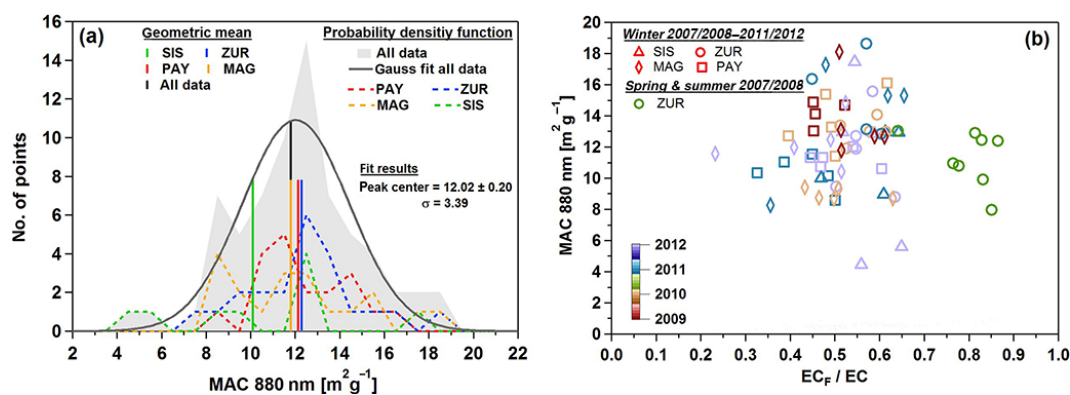 (a)
Geometric mean
SIS ZUR
PAY MAG
All data
Probability densitiy function
All data
Gauss fit all data
PAY ZUR
MAG SIS
Fit results
Peak center = 12.02 ± 0.20
σ = 3.39
No. of points
16
14
12
10
8
6
4
2
0
2 4 6 8 10 12 14 16 18 20 22
MAC 880 nm [m²g⁻¹]
(b)
Winter 2007/2008–2011/2012
SIS ZUR
MAG PAY
Spring & summer 2007/2008
ZUR
2012
2011
2010
2009
MAC 880 nm [m²g⁻¹]
20
18
16
14
12
10
8
6
4
2
0
0.0 0.1 0.2 0.3 0.4 0.5 0.6 0.7 0.8 0.9 1.0
EC_F / EC